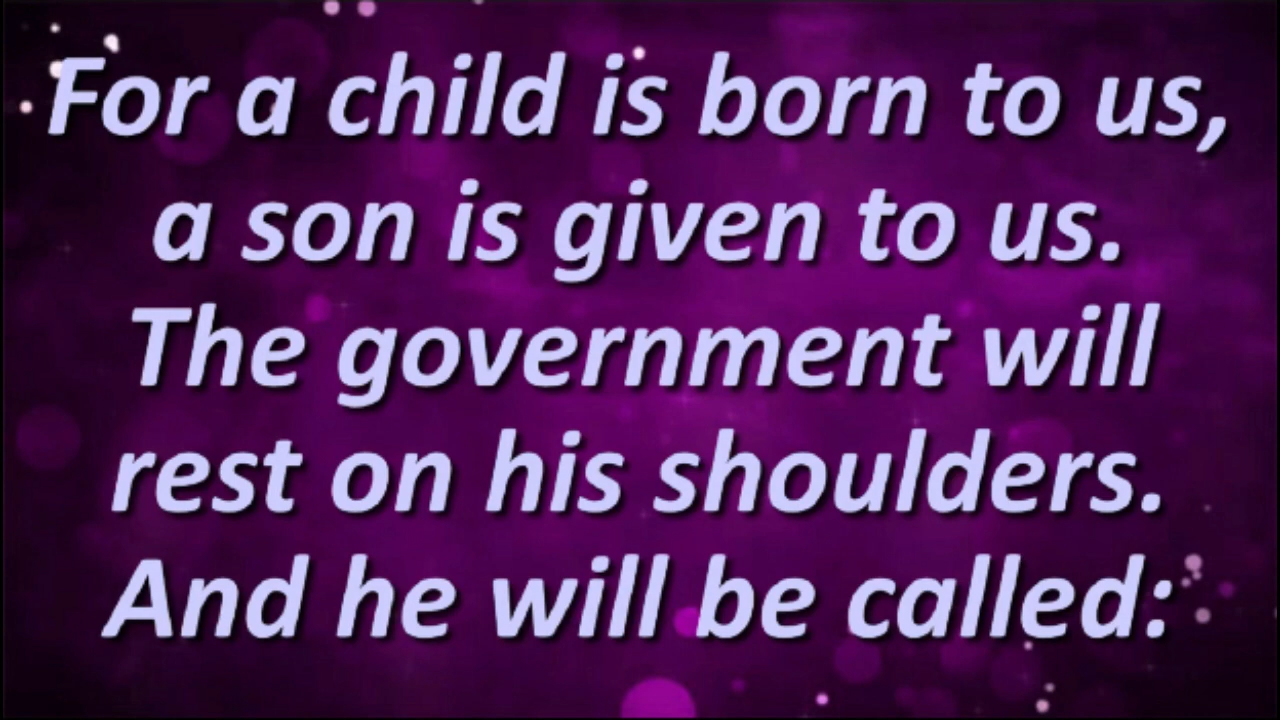 For a child is born to us,
a son is given to us.
The government will
rest on his shoulders.
And he will be called: